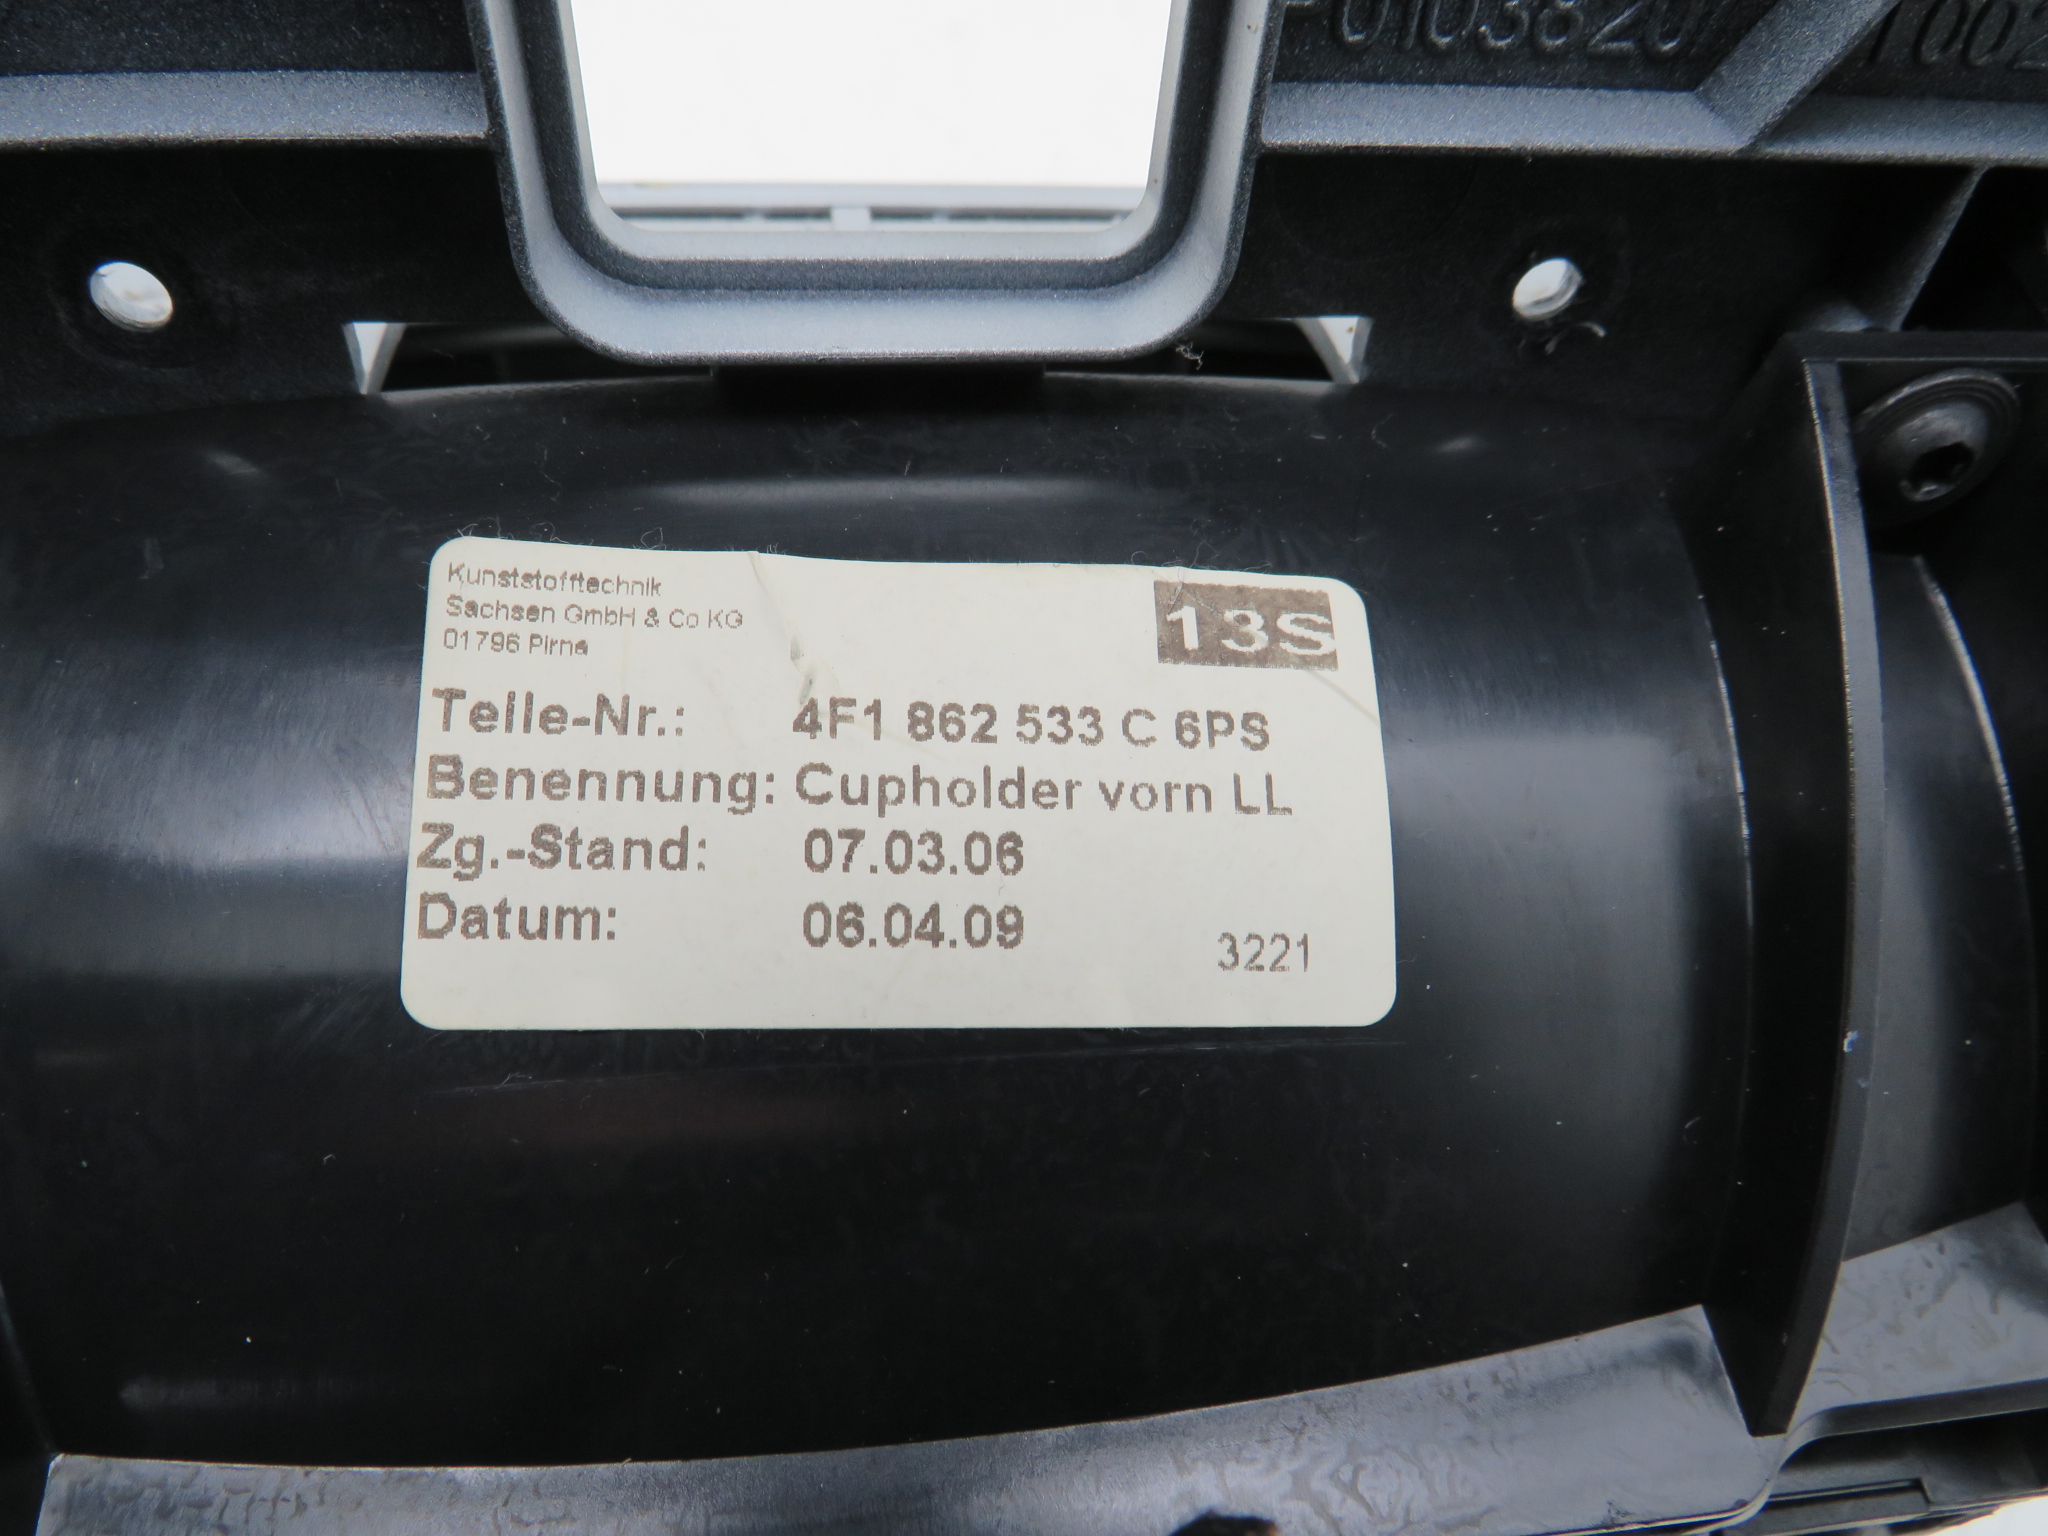 P0103820
Kunststofftechnik
Sachsen GmbH & Co KG
01796 Pirna
13S
Teile-Nr.: 4F1 862 533 C 6PS
Benennung: Cupholder vorn LL
Zg.-Stand: 07.03.06
Datum: 06.04.09
3221